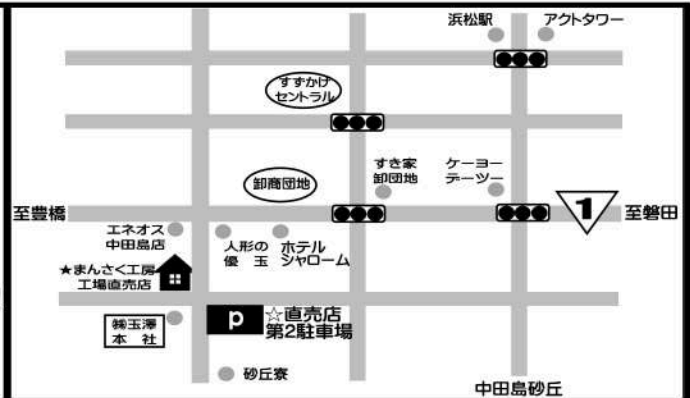 浜松駅
アクトタワー
すずかけ
セントラル
すき家
卸団地
ケーヨー
デーツー
卸商団地
至豊橋
1
至磐田
エネオス
中田島店
人形の
優玉
ホテル
シャローム
★まんさく工房
工場直売店
㈱玉澤
本社
P
☆直売店
第2駐車場
砂丘寮
中田島砂丘